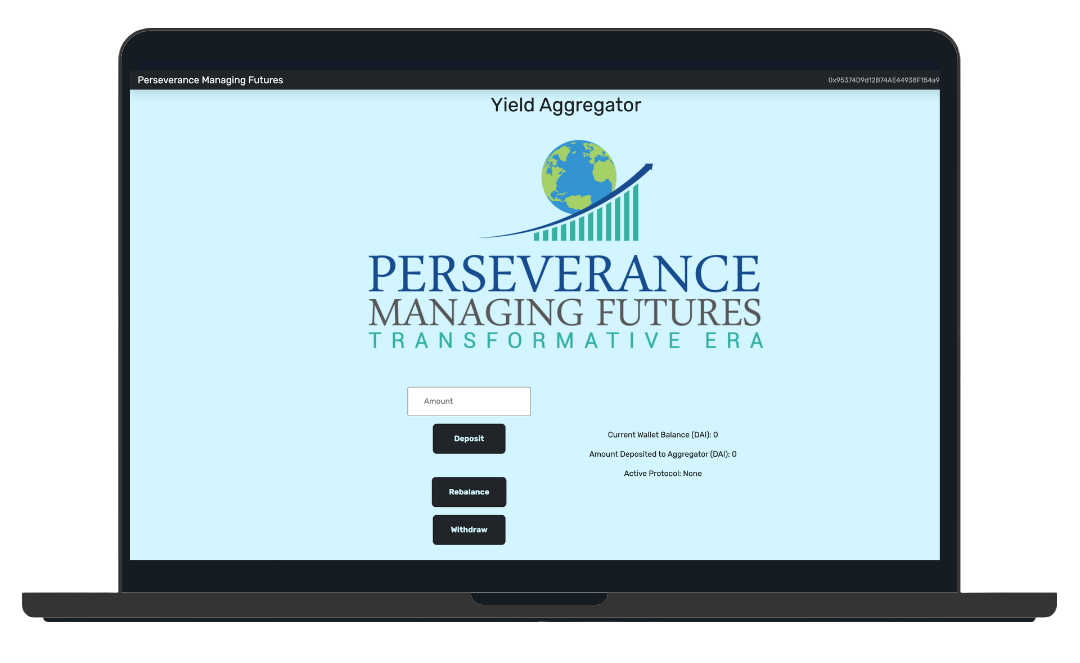 Perseverance Managing Futures
0x95374D9d12B74AE44938F154a9
Yield Aggregator
PERSEVERANCE
MANAGING FUTURES
TRANSFORMATIVE ERA
Amount
Deposit
Current Wallet Balance (DAI): 0
Amount Deposited to Aggregator (DAI): 0
Active Protocol: None
Rebalance
Withdraw